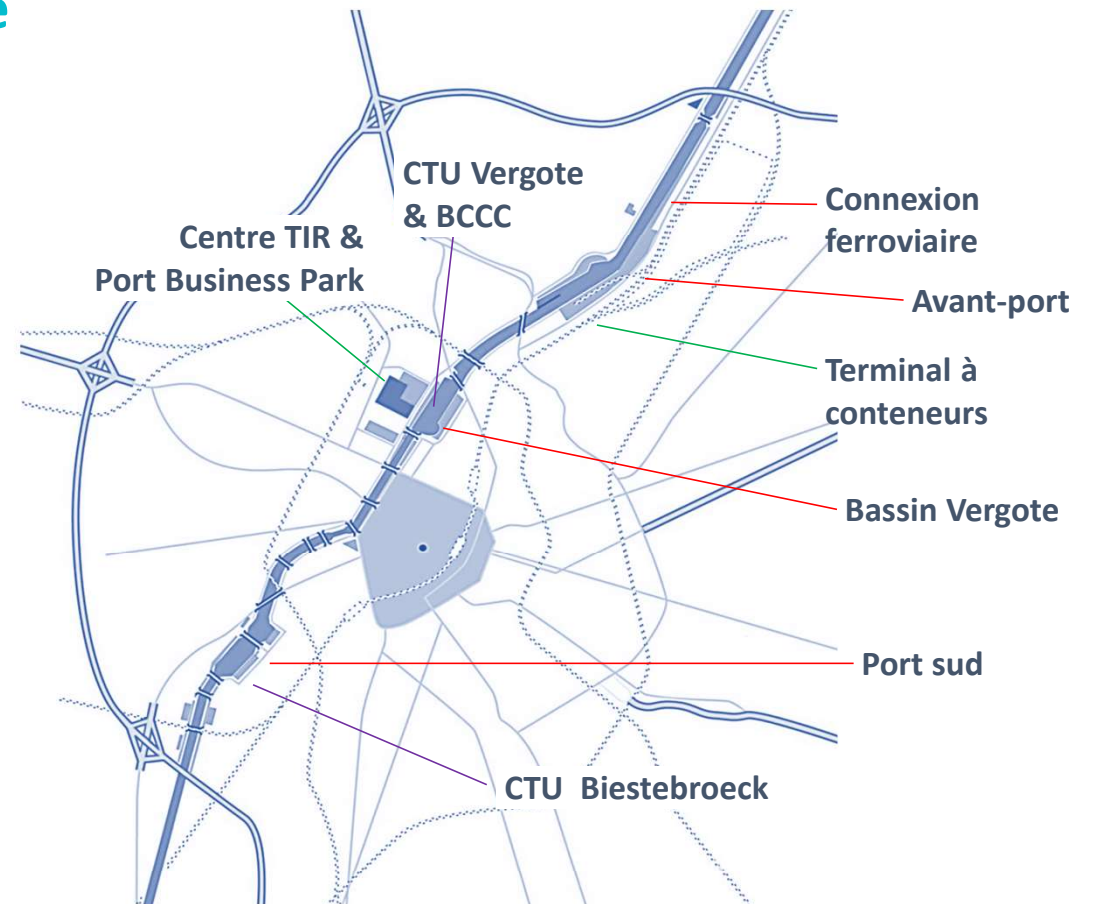 e
CTU Vergote
& BCCC
Centre TIR &
Port Business Park
Connexion
ferroviaire
Avant-port
Terminal à
conteneurs
Bassin Vergote
Port sud
CTU Biestebroeck